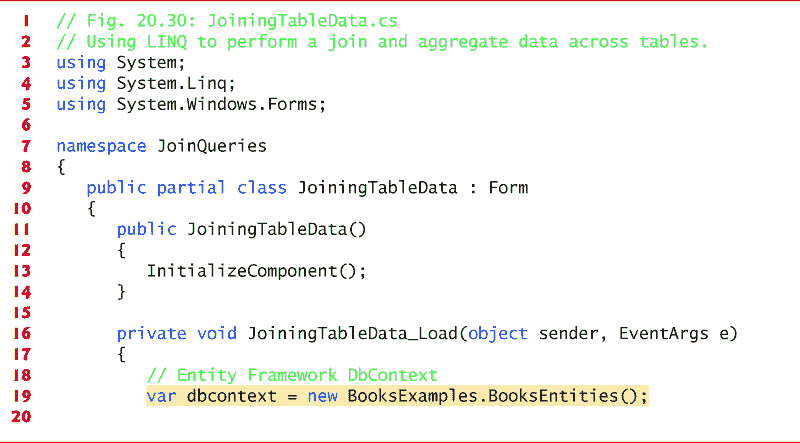 1 // Fig. 20.30: JoiningTableData.cs
2 // Using LINQ to perform a join and aggregate data across tables.
3 using System;
4 using System.Linq;
5 using System.Windows.Forms;
6
7 namespace JoinQueries
8 {
9 public partial class JoiningTableData : Form
10 {
11 public JoiningTableData()
12 {
13 InitializeComponent();
14 }
15
16 private void JoiningTableData_Load(object sender, EventArgs e)
17 {
18 // Entity Framework DbContext
19 var dbcontext = new BooksExamples.BooksEntities();
20